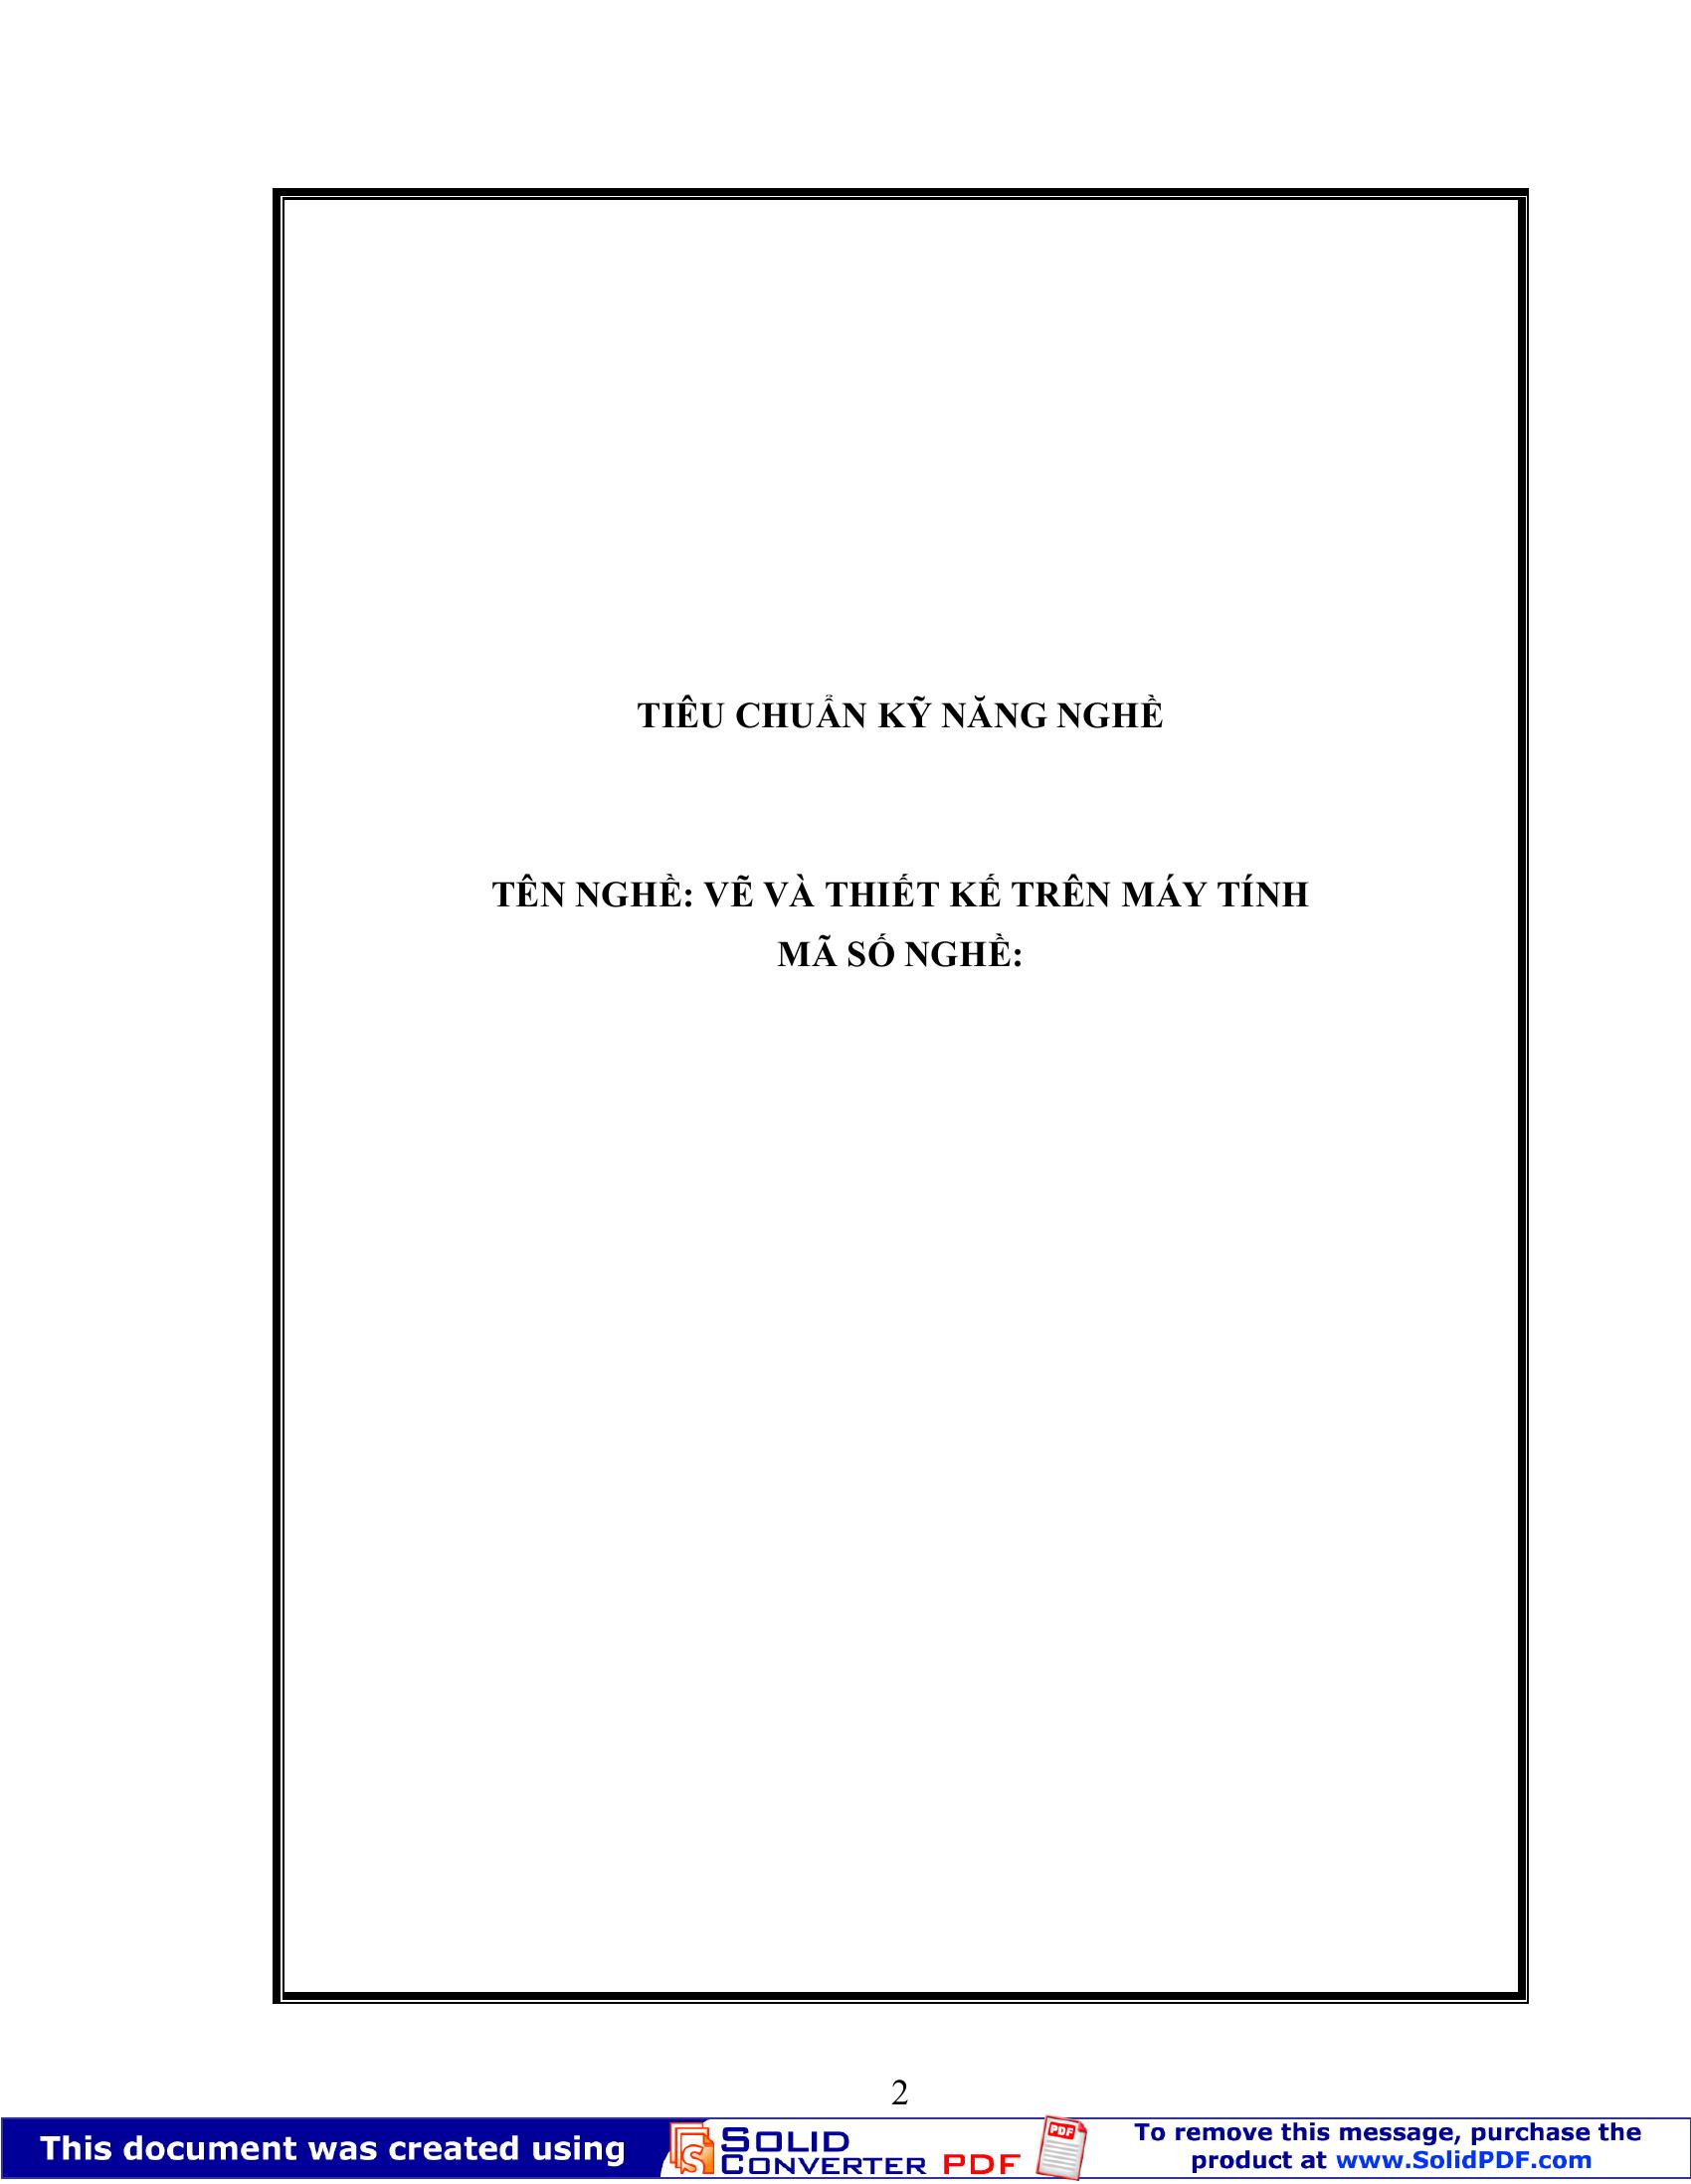 TIÊU CHUẨN KỸ NĂNG NGHỀ
TÊN NGHỀ: VẼ VÀ THIẾT KẾ TRÊN MÁY TÍNH
MÃ SỐ NGHỀ:
2
This document was created using
SOLID
CONVERTER PDF
PDF
To remove this message, purchase the
product at www.SolidPDF.com